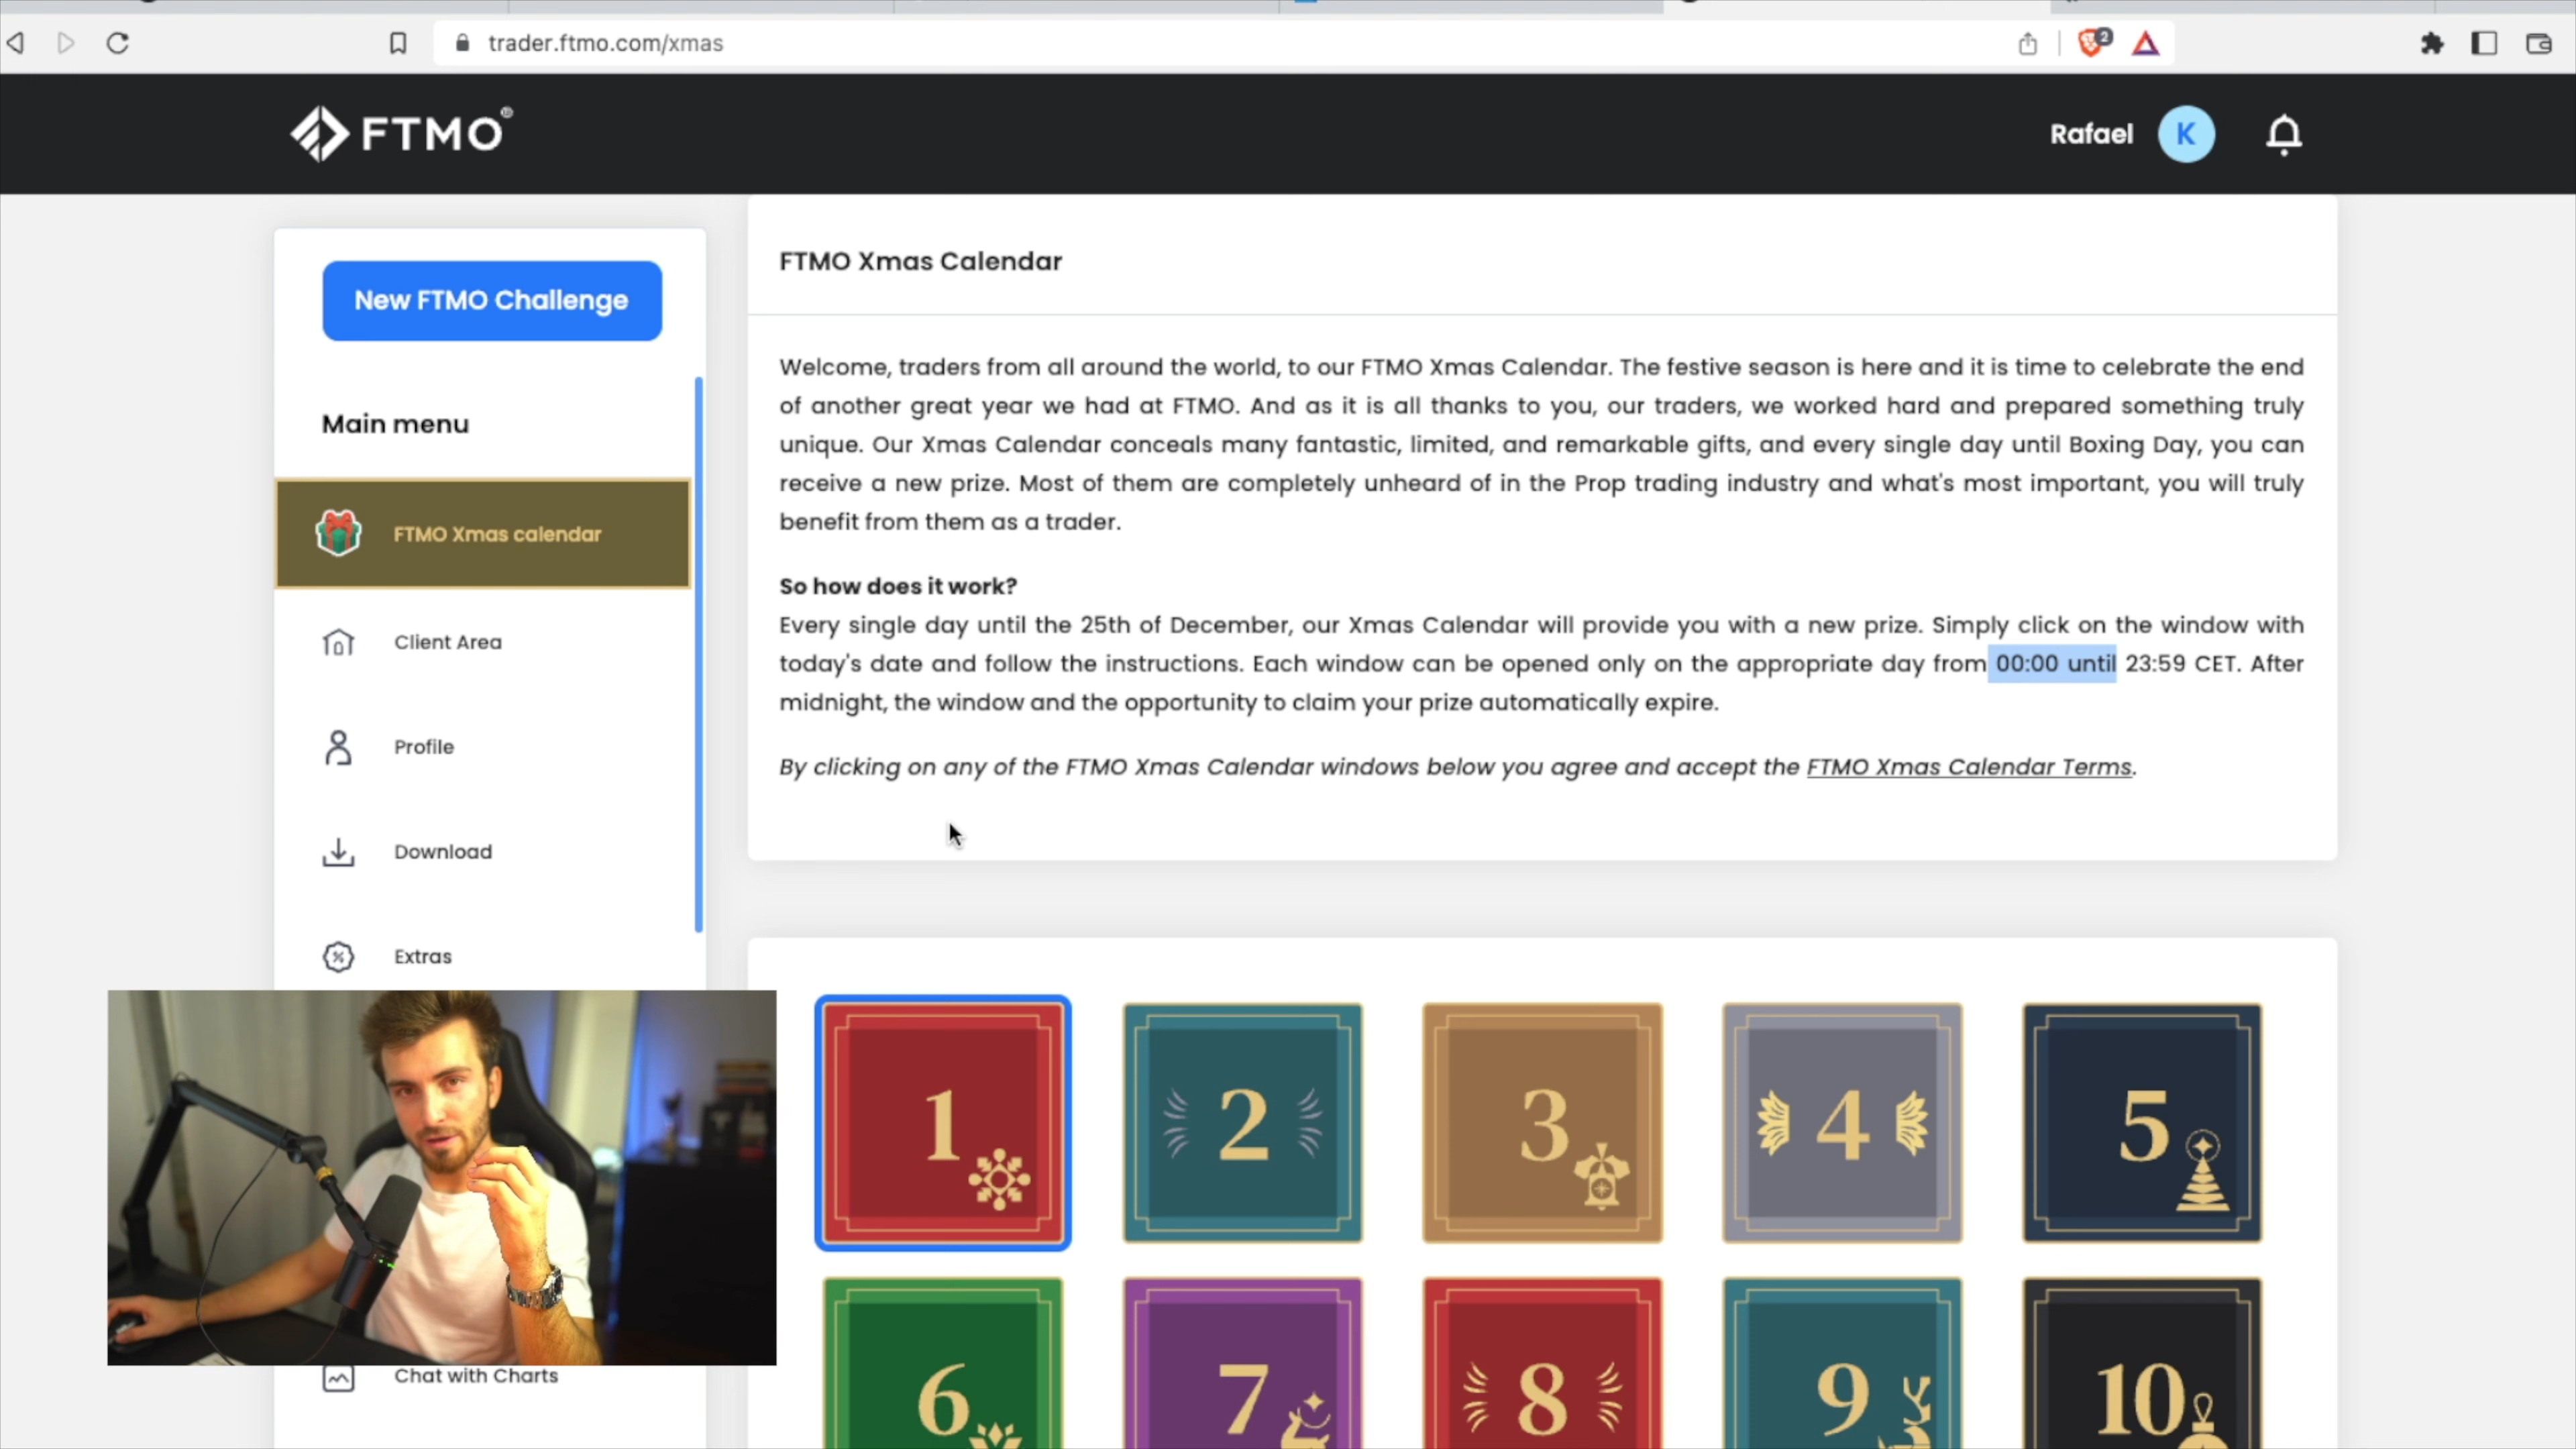 trader.ftmo.com/xmas
2
FTMO®
Rafael
K
New FTMO Challenge
Main menu
FTMO Xmas calendar
Client Area
Profile
Download
Extras
Chat with Charts
FTMO Xmas Calendar
Welcome, traders from all around the world, to our FTMO Xmas Calendar. The festive season is here and it is time to celebrate the end
of another great year we had at FTMO. And as it is all thanks to you, our traders, we worked hard and prepared something truly
unique. Our Xmas Calendar conceals many fantastic, limited, and remarkable gifts, and every single day until Boxing Day, you can
receive a new prize. Most of them are completely unheard of in the Prop trading industry and what's most important, you will truly
benefit from them as a trader.
So how does it work?
Every single day until the 25th of December, our Xmas Calendar will provide you with a new prize. Simply click on the window with
today's date and follow the instructions. Each window can be opened only on the appropriate day from 00:00 until 23:59 CET. After
midnight, the window and the opportunity to claim your prize automatically expire.
By clicking on any of the FTMO Xmas Calendar windows below you agree and accept the FTMO Xmas Calendar Terms.
1
2
3
4
5
6
7
8
9
10